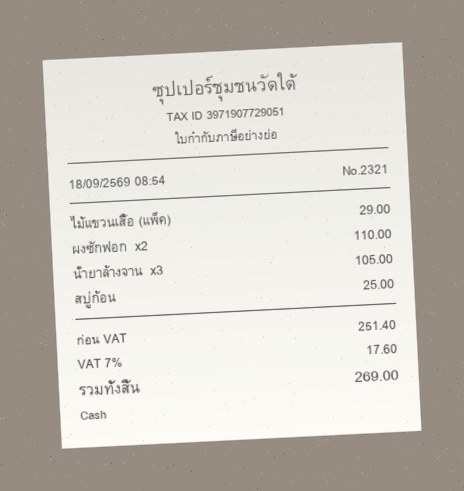 ซุปเปอร์ชุมชนวัดใต้
TAX ID 3971907729051
ใบกำกับภาษีอย่างย่อ
18/09/2569 08:54 No.2321
ไม้แขวนเสื้อ (แพ็ค) 29.00
ผงซักฟอก x2 110.00
น้ำยาล้างจาน x3 105.00
สบู่ก้อน 25.00
ก่อน VAT 251.40
VAT 7% 17.60
รวมทั้งสิ้น 269.00
Cash